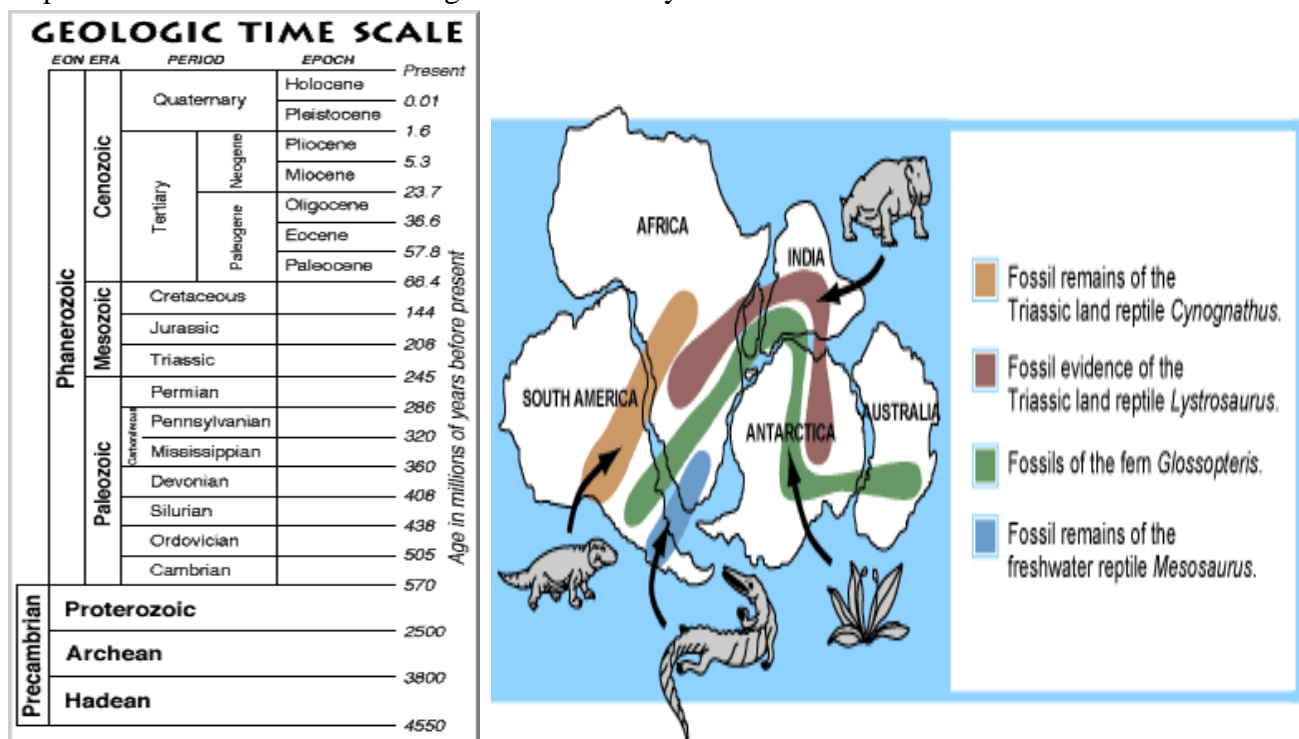 GEOLOGIC TIME SCALE
EON ERA PERIOD EPOCH
Present
Holocene
Quaternary
0.01
Pleistocene
1.6
Pliocene
Neogene
5.3
Miocene
23.7
Cenozoic
Tertiary
Oligocene
36.6
Paleogene
Eocene
57.8
Paleocene
66.4
Phanerozoic
Mesozoic
Cretaceous
144
Jurassic
208
Triassic
245
Paleozoic
Permian
286
Carboniferous
Pennsylvanian
320
Mississippian
360
Devonian
408
Silurian
438
Ordovician
505
Cambrian
570
Age in millions of years before present
Precambrian
Proterozoic
2500
Archean
3800
Hadean
4550
AFRICA
INDIA
SOUTH AMERICA
ANTARCTICA
AUSTRALIA
Fossil remains of the
Triassic land reptile Cynognathus.
Fossil evidence of the
Triassic land reptile Lystrosaurus.
Fossils of the fern Glossopteris.
Fossil remains of the
freshwater reptile Mesosaurus.